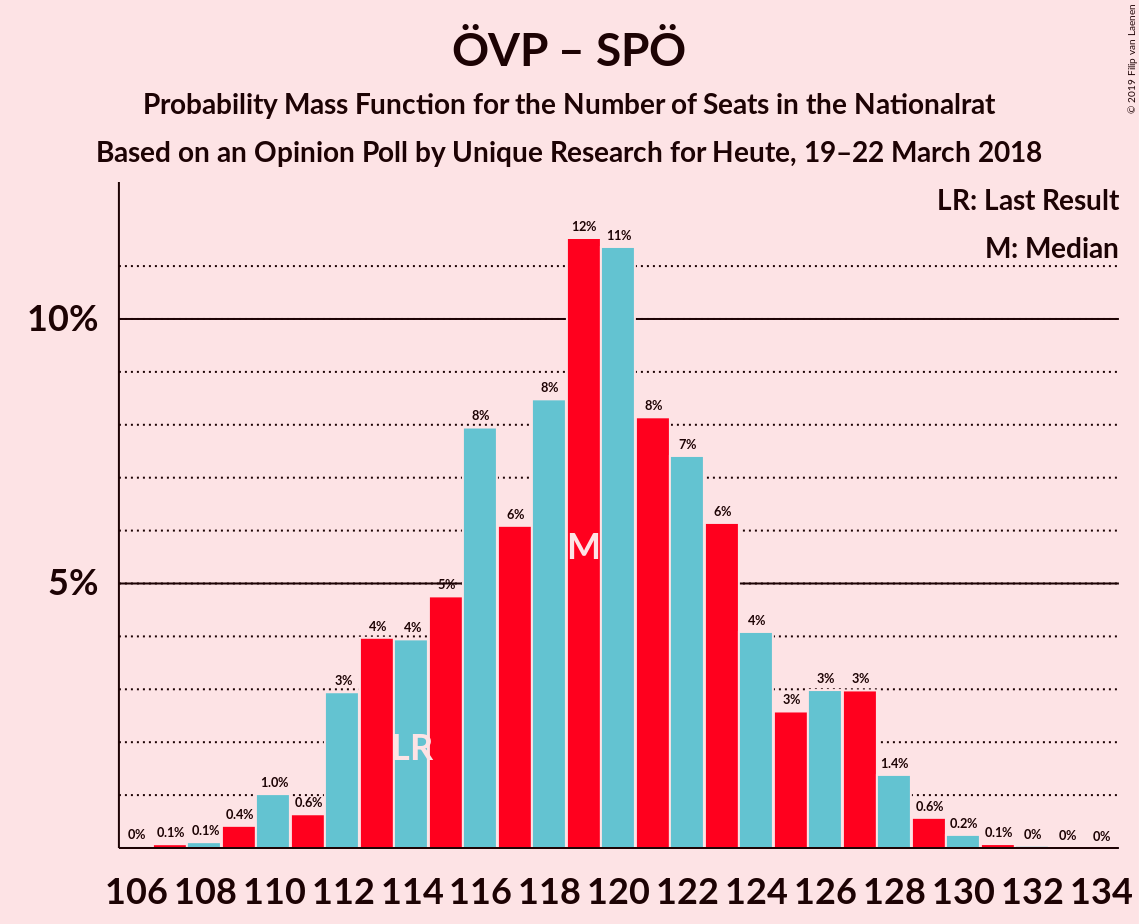 ÖVP – SPÖ
Probability Mass Function for the Number of Seats in the Nationalrat
Based on an Opinion Poll by Unique Research for Heute, 19–22 March 2018
© 2019 Filip van Laenen
LR: Last Result
M: Median
10%
5%
0% 0.1% 0.1% 0.4% 1.0% 0.6% 3% 4% 4% 5% 8% 6% 8% 12% 11% 8% 7% 6% 4% 3% 3% 3% 1.4% 0.6% 0.2% 0.1% 0% 0% 0%
M
LR
106 108 110 112 114 116 118 120 122 124 126 128 130 132 134